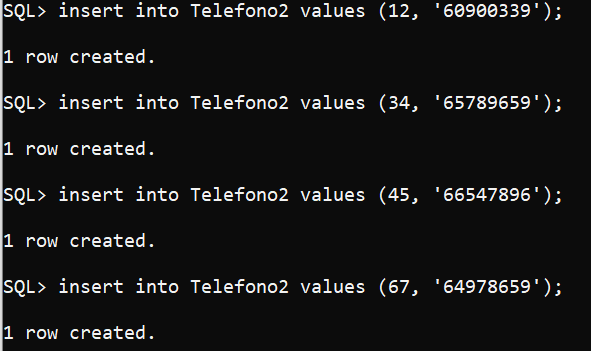 SQL> insert into Telefono2 values (12, '60900339');
1 row created.
SQL> insert into Telefono2 values (34, '65789659');
1 row created.
SQL> insert into Telefono2 values (45, '66547896');
1 row created.
SQL> insert into Telefono2 values (67, '64978659');
1 row created.